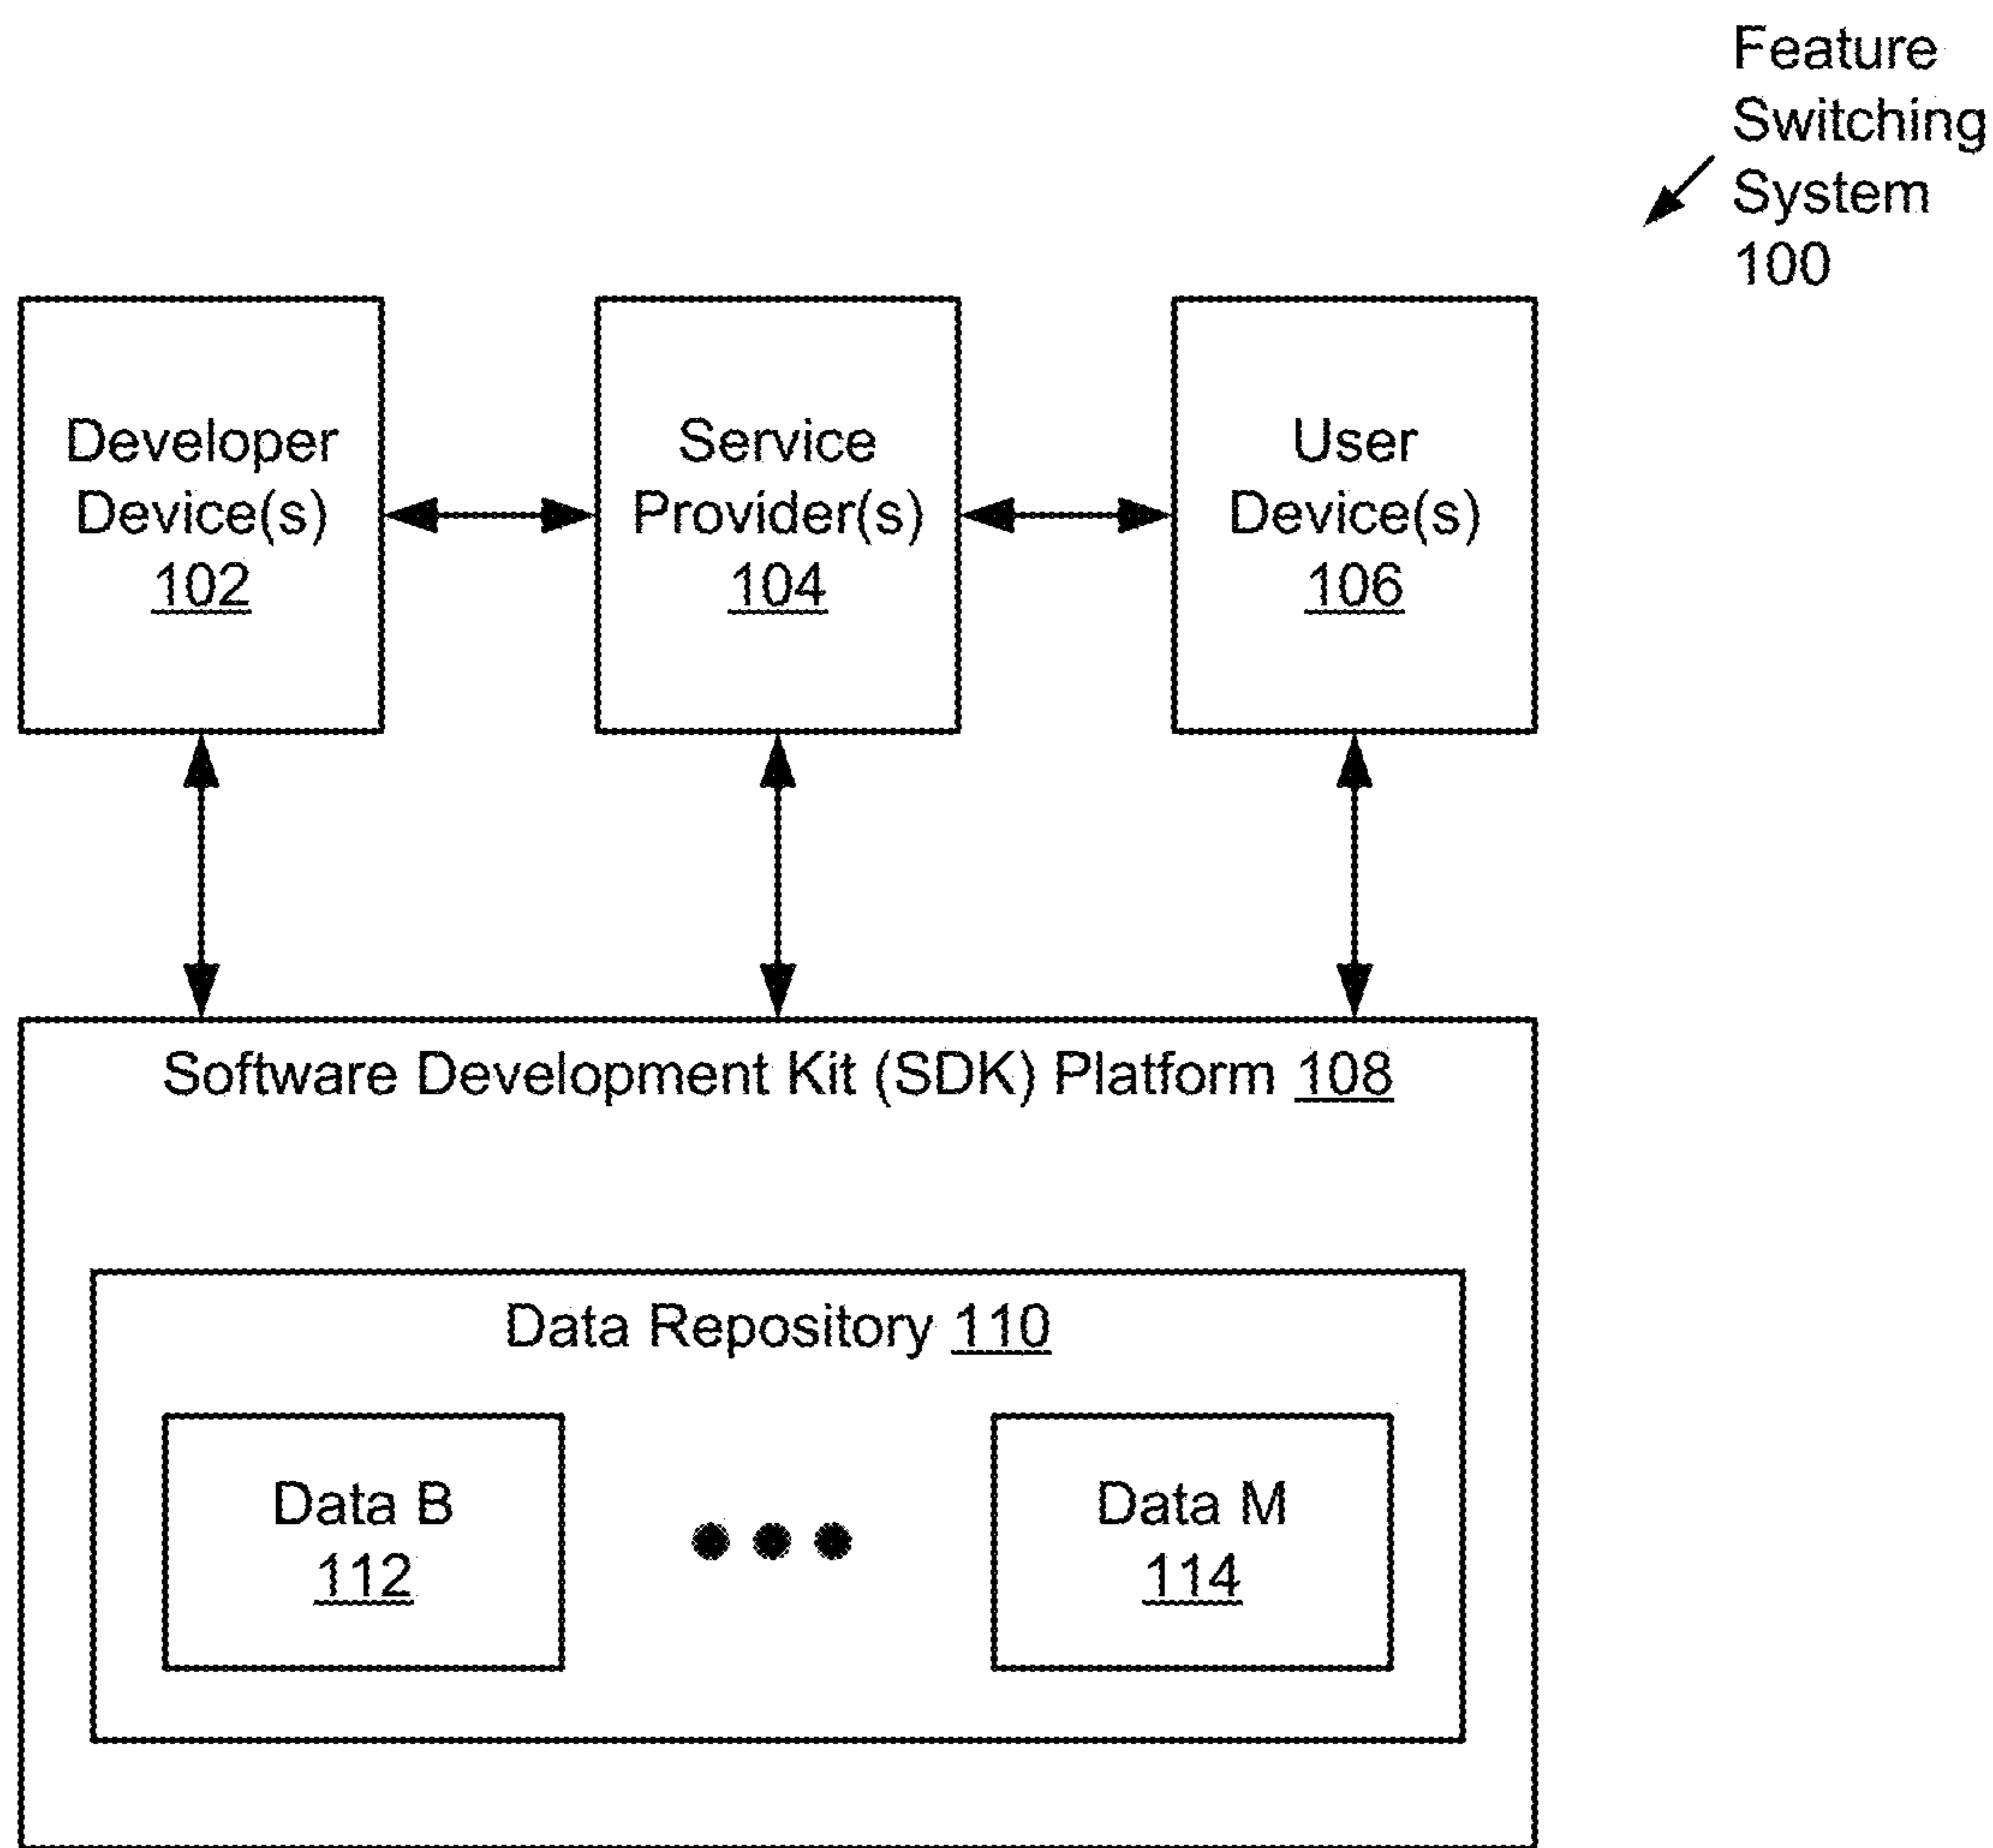 Feature
Switching
System
100
Developer
Device(s)
102
Service
Provider(s)
104
User
Device(s)
106
Software Development Kit (SDK) Platform 108
Data Repository 110
Data B
112
Data M
114